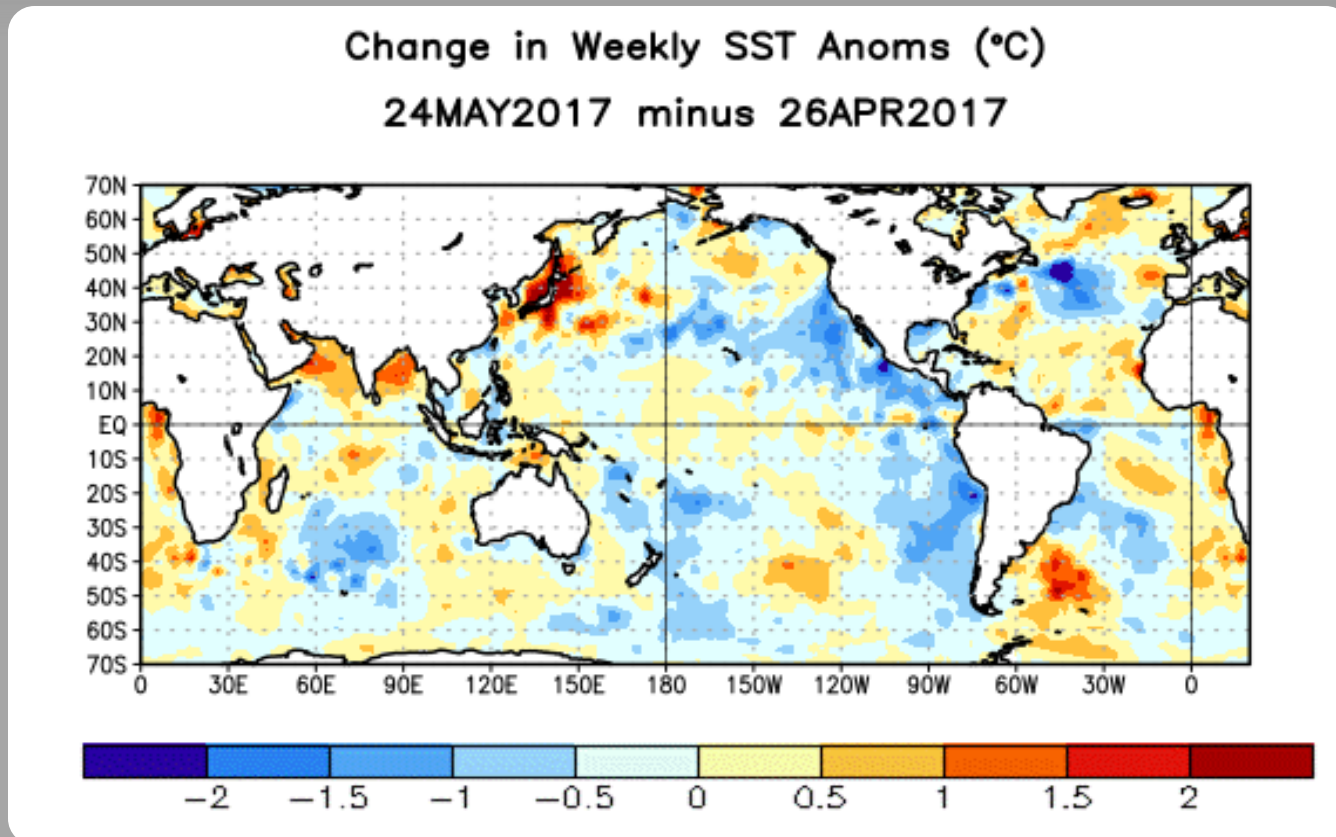 Change in Weekly SST Anoms (°C)
24MAY2017 minus 26APR2017
70N
60N
50N
40N
30N
20N
10N
EQ
10S
20S
30S
40S
50S
60S
70S
0 30E 60E 90E 120E 150E 180 150W 120W 90W 60W 30W 0
−2 −1.5 −1 −0.5 0 0.5 1 1.5 2